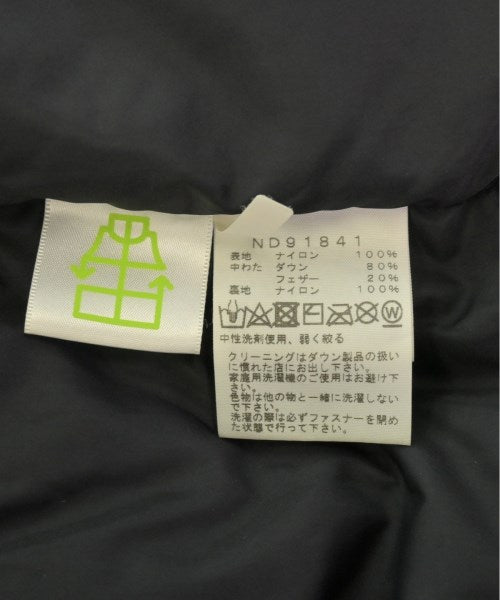 ND91841
表地 ナイロン 100%
中わた ダウン 80%
フェザー 20%
裏地 ナイロン 100%
中性洗剤使用、弱く絞る
クリーニングはダウン製品の扱い
に慣れた店にお出し下さい。
家庭用洗濯機のご使用はお避け下
さい。
色物は他の物と一緒に洗濯しない
で下さい。
洗濯の際は必ずファスナーを閉め
た状態で行って下さい。